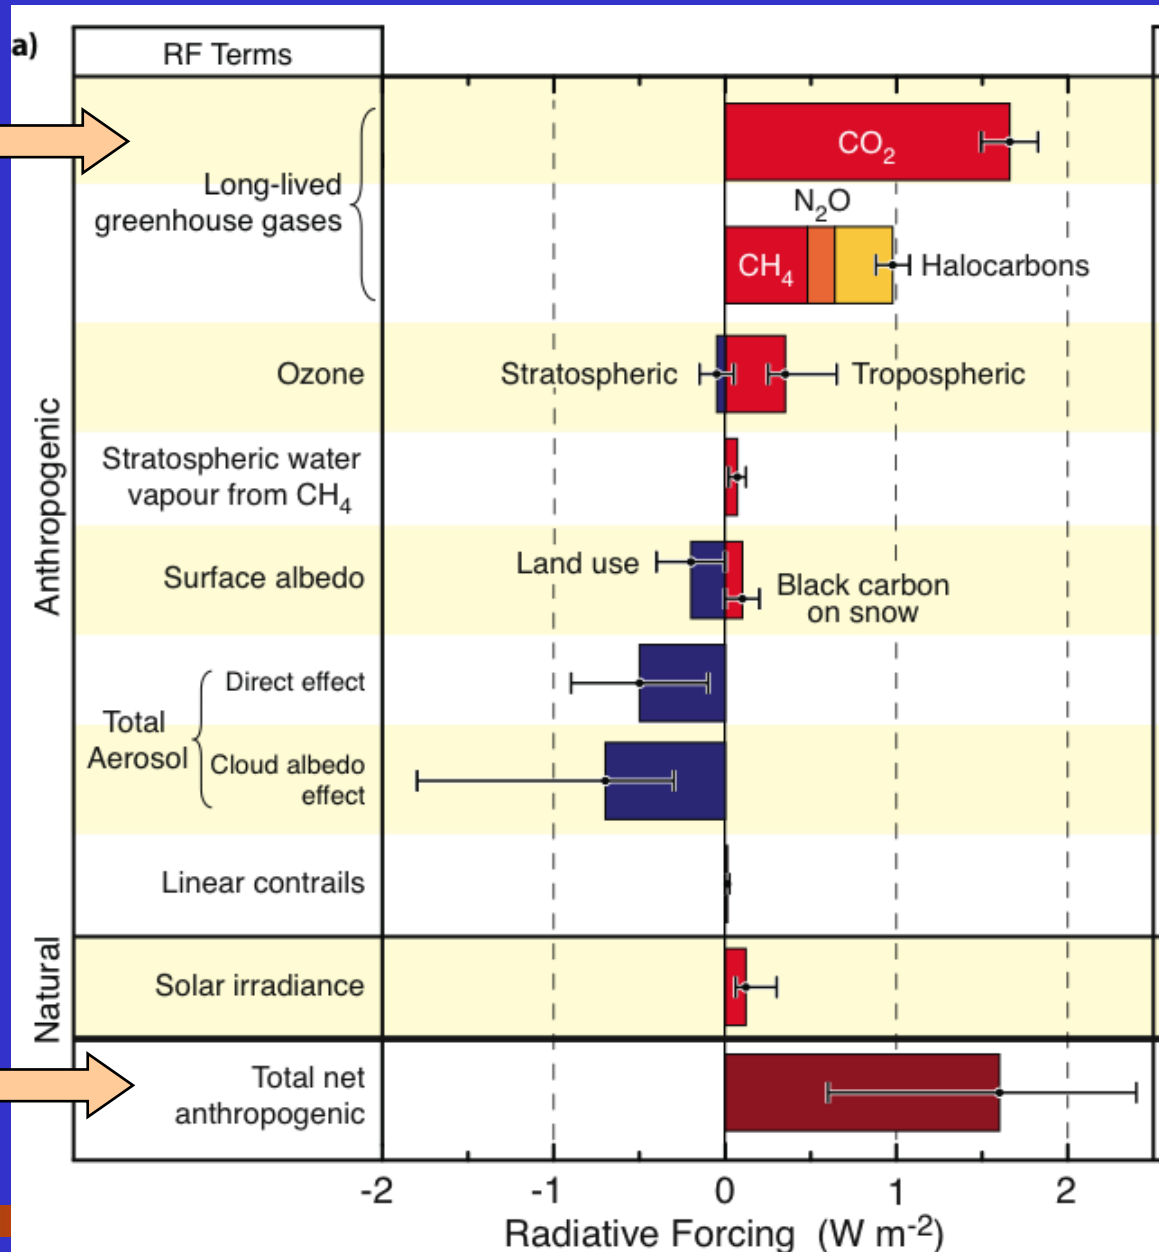 a)
RF Terms
CO₂
Long-lived
greenhouse gases
N₂O
CH₄
Halocarbons
Ozone
Stratospheric
Tropospheric
Stratospheric water
vapour from CH₄
Anthropogenic
Surface albedo
Land use
Black carbon
on snow
Total
Aerosol
Direct effect
Cloud albedo
effect
Linear contrails
Natural
Solar irradiance
Total net
anthropogenic
-2 -1 0 1 2
Radiative Forcing (W m⁻²)